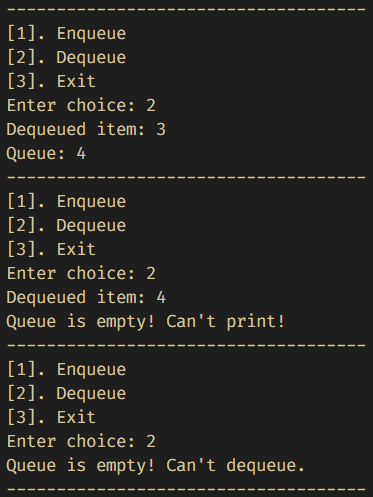 ------------------------------------
[1]. Enqueue
[2]. Dequeue
[3]. Exit
Enter choice: 2
Dequeued item: 3
Queue: 4
------------------------------------
[1]. Enqueue
[2]. Dequeue
[3]. Exit
Enter choice: 2
Dequeued item: 4
Queue is empty! Can't print!
------------------------------------
[1]. Enqueue
[2]. Dequeue
[3]. Exit
Enter choice: 2
Queue is empty! Can't dequeue.
------------------------------------